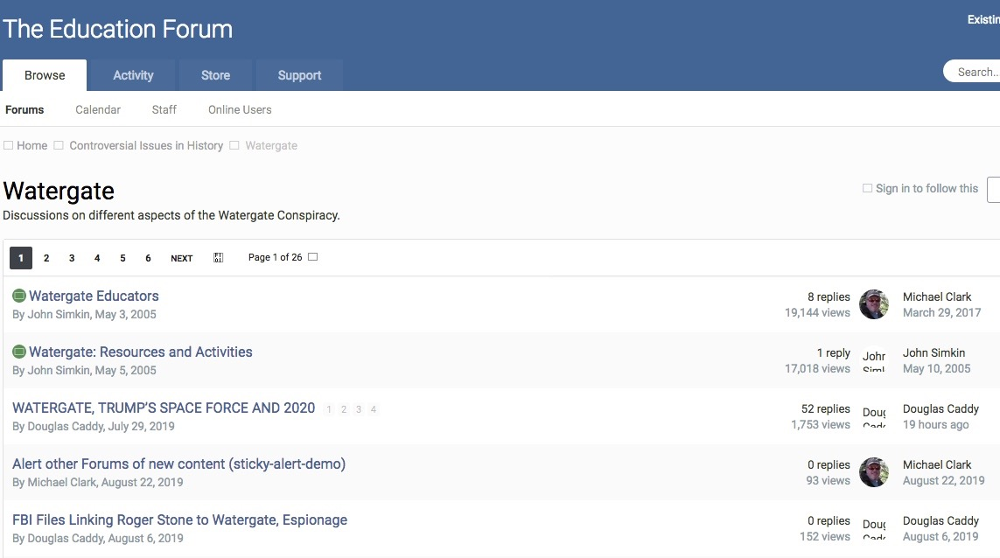 The Education Forum
Existin
Browse Activity Store Support
Search...
Forums Calendar Staff Online Users
Home Controversial Issues in History Watergate
Watergate
Sign in to follow this
Discussions on different aspects of the Watergate Conspiracy.
1 2 3 4 5 6 NEXT Page 1 of 26
Watergate Educators
By John Simkin, May 3, 2005
8 replies
19,144 views
Michael Clark
March 29, 2017
Watergate: Resources and Activities
By John Simkin, May 5, 2005
1 reply
17,018 views
John Simkin
May 10, 2005
WATERGATE, TRUMP'S SPACE FORCE AND 2020 1 2 3 4
By Douglas Caddy, July 29, 2019
52 replies
1,753 views
Douglas Caddy
19 hours ago
Alert other Forums of new content (sticky-alert-demo)
By Michael Clark, August 22, 2019
0 replies
93 views
Michael Clark
August 22, 2019
FBI Files Linking Roger Stone to Watergate, Espionage
By Douglas Caddy, August 6, 2019
0 replies
152 views
Douglas Caddy
August 6, 2019